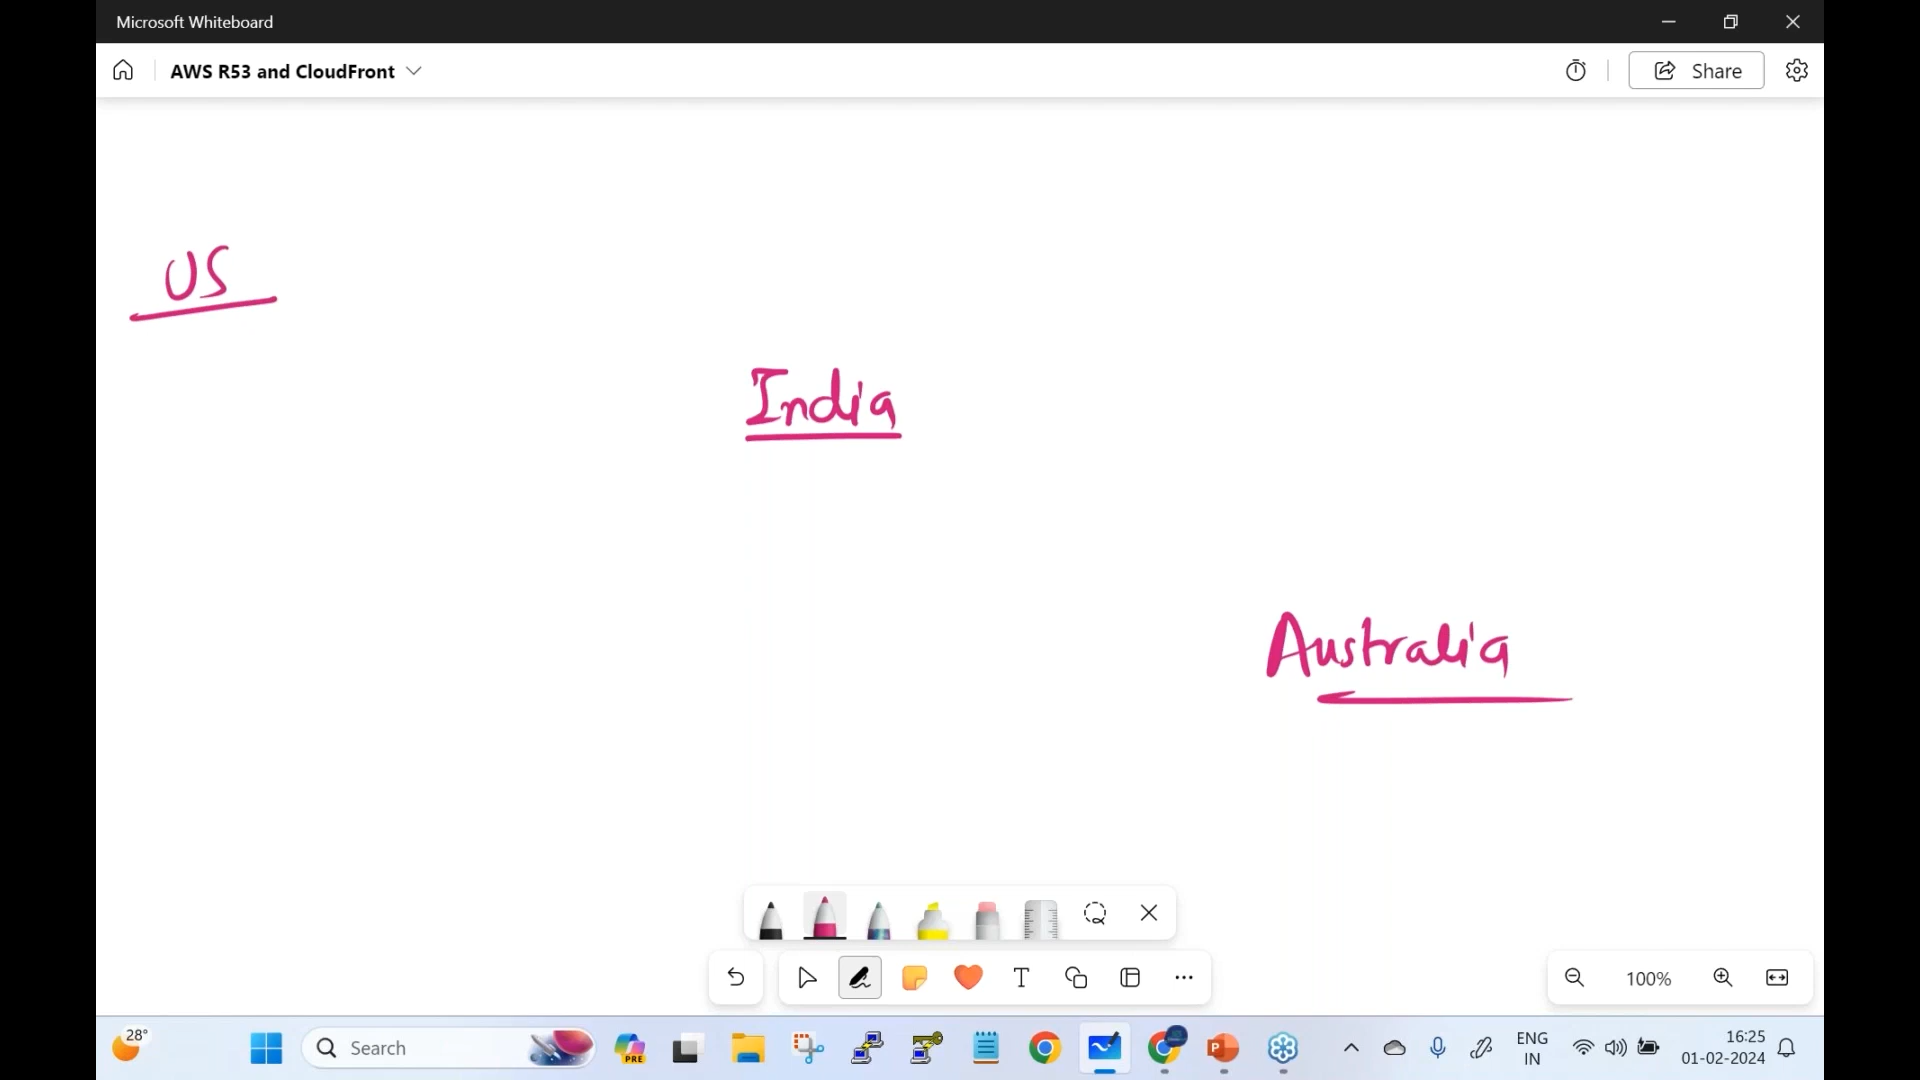 Microsoft Whiteboard
AWS R53 and CloudFront
Share
US
India
Australia
T
100%
28°
Search
PRE
P
ENG
IN
16:25
01-02-2024